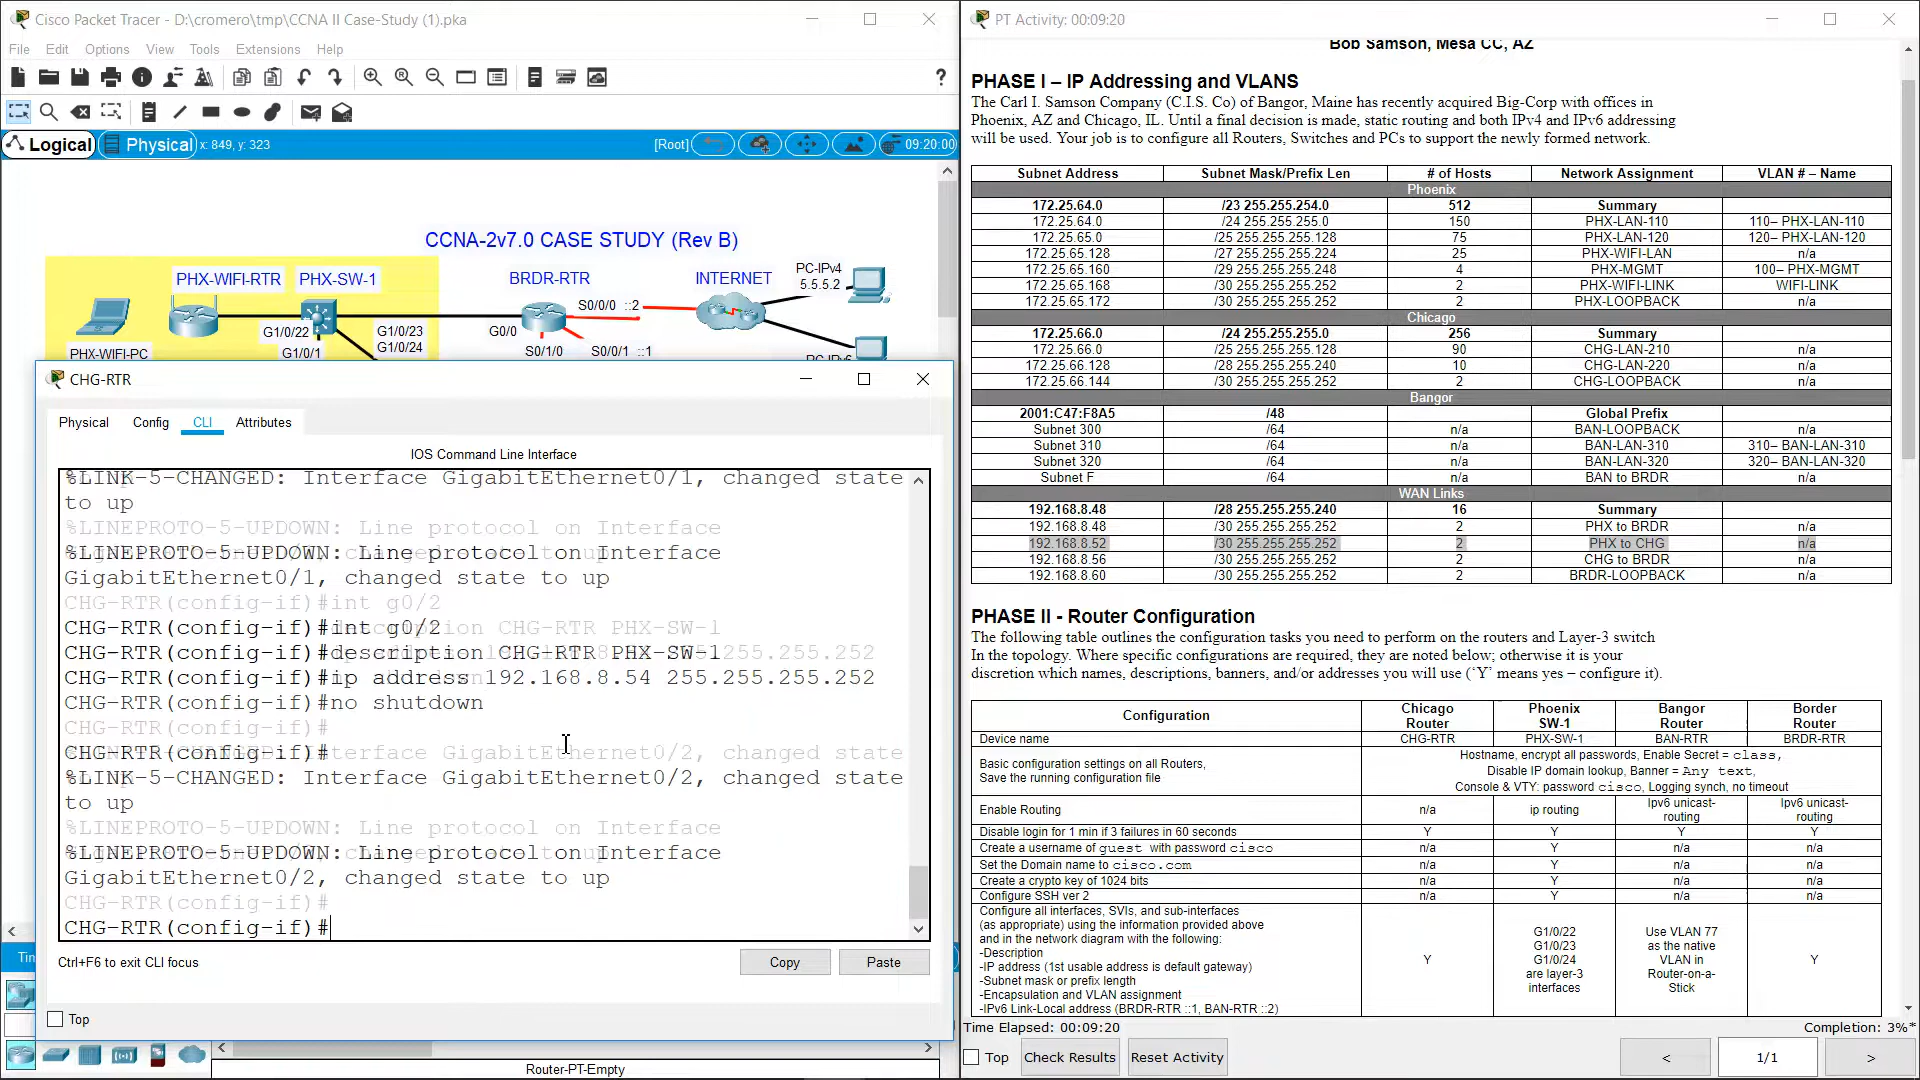 Cisco Packet Tracer - D:\cromero\tmp\CCNA II Case-Study (1).pka
File Edit Options View Tools Extensions Help
Logical Physical x: 849, y: 323 [Root] 09:20:00
CCNA-2v7.0 CASE STUDY (Rev B)
PHX-WIFI-RTR PHX-SW-1 BRDR-RTR INTERNET PC-IPv4
5.5.5.2
S0/0/0 ::2
G1/0/22 G1/0/23 G0/0
G1/0/24
PHX-WIFI-PC G1/0/1 S0/1/0 S0/0/1 ::1
CHG-RTR
Physical Config CLI Attributes
IOS Command Line Interface
%LINK-5-CHANGED: Interface GigabitEthernet0/1, changed state
to up
%LINEPROTO-5-UPDOWN: Line protocol on Interface
GigabitEthernet0/1, changed state to up
CHG-RTR(config-if)#int g0/2
CHG-RTR(config-if)#description CHG-RTR PHX-SW-1
CHG-RTR(config-if)#ip address 192.168.8.54 255.255.255.252
CHG-RTR(config-if)#no shutdown
CHG-RTR(config-if)#
%LINK-5-CHANGED: Interface GigabitEthernet0/2, changed state
to up
%LINEPROTO-5-UPDOWN: Line protocol on Interface
GigabitEthernet0/2, changed state to up
CHG-RTR(config-if)#
Ctrl+F6 to exit CLI focus Copy Paste
Top
Router-PT-Empty
PT Activity: 00:09:20
Bob Samson, Mesa CC, AZ
PHASE I – IP Addressing and VLANS
The Carl I. Samson Company (C.I.S. Co) of Bangor, Maine has recently acquired Big-Corp with offices in
Phoenix, AZ and Chicago, IL. Until a final decision is made, static routing and both IPv4 and IPv6 addressing
will be used. Your job is to configure all Routers, Switches and PCs to support the newly formed network.
Subnet Address Subnet Mask/Prefix Len # of Hosts Network Assignment VLAN # – Name
Phoenix
172.25.64.0 /23 255.255.254.0 512 Summary
172.25.64.0 /24 255.255.255.0 150 PHX-LAN-110 110– PHX-LAN-110
172.25.65.0 /25 255.255.255.128 75 PHX-LAN-120 120– PHX-LAN-120
172.25.65.128 /27 255.255.255.224 25 PHX-WIFI-LAN n/a
172.25.65.160 /29 255.255.255.248 4 PHX-MGMT 100– PHX-MGMT
172.25.65.168 /30 255.255.255.252 2 PHX-WIFI-LINK WIFI-LINK
172.25.65.172 /30 255.255.255.252 2 PHX-LOOPBACK n/a
Chicago
172.25.66.0 /24 255.255.255.0 256 Summary
172.25.66.0 /25 255.255.255.128 90 CHG-LAN-210 n/a
172.25.66.128 /28 255.255.255.240 10 CHG-LAN-220 n/a
172.25.66.144 /30 255.255.255.252 2 CHG-LOOPBACK n/a
Bangor
2001:C47:F8A5 /48 Global Prefix
Subnet 300 /64 n/a BAN-LOOPBACK n/a
Subnet 310 /64 n/a BAN-LAN-310 310– BAN-LAN-310
Subnet 320 /64 n/a BAN-LAN-320 320– BAN-LAN-320
Subnet F /64 n/a BAN to BRDR n/a
WAN Links
192.168.8.48 /28 255.255.255.240 16 Summary
192.168.8.48 /30 255.255.255.252 2 PHX to BRDR n/a
192.168.8.52 /30 255.255.255.252 2 PHX to CHG n/a
192.168.8.56 /30 255.255.255.252 2 CHG to BRDR n/a
192.168.8.60 /30 255.255.255.252 2 BRDR-LOOPBACK n/a
PHASE II - Router Configuration
The following table outlines the configuration tasks you need to perform on the routers and Layer-3 switch
In the topology. Where specific configurations are required, they are noted below; otherwise it is your
discretion which names, descriptions, banners, and/or addresses you will use (‘Y’ means yes – configure it).
Configuration Chicago Router Phoenix SW-1 Bangor Router Border Router
Device name CHG-RTR PHX-SW-1 BAN-RTR BRDR-RTR
Basic configuration settings on all Routers,
Save the running configuration file
Hostname, encrypt all passwords, Enable Secret = class,
Disable IP domain lookup, Banner = Any text,
Console & VTY: password cisco, Logging synch, no timeout
Enable Routing n/a ip routing Ipv6 unicast-routing Ipv6 unicast-routing
Disable login for 1 min if 3 failures in 60 seconds Y Y Y Y
Create a username of guest with password cisco n/a Y n/a n/a
Set the Domain name to cisco.com n/a Y n/a n/a
Create a crypto key of 1024 bits n/a Y n/a n/a
Configure SSH ver 2 n/a Y n/a n/a
Configure all interfaces, SVIs, and sub-interfaces
(as appropriate) using the information provided above
and in the network diagram with the following:
-Description
-IP address (1st usable address is default gateway)
-Subnet mask or prefix length
-Encapsulation and VLAN assignment
-IPv6 Link-Local address (BRDR-RTR ::1, BAN-RTR ::2)
Y
G1/0/22
G1/0/23
G1/0/24
are layer-3
interfaces
Use VLAN 77
as the native
VLAN in
Router-on-a-
Stick
Y
Time Elapsed: 00:09:20 Completion: 3%*
Top Check Results Reset Activity < 1/1 >